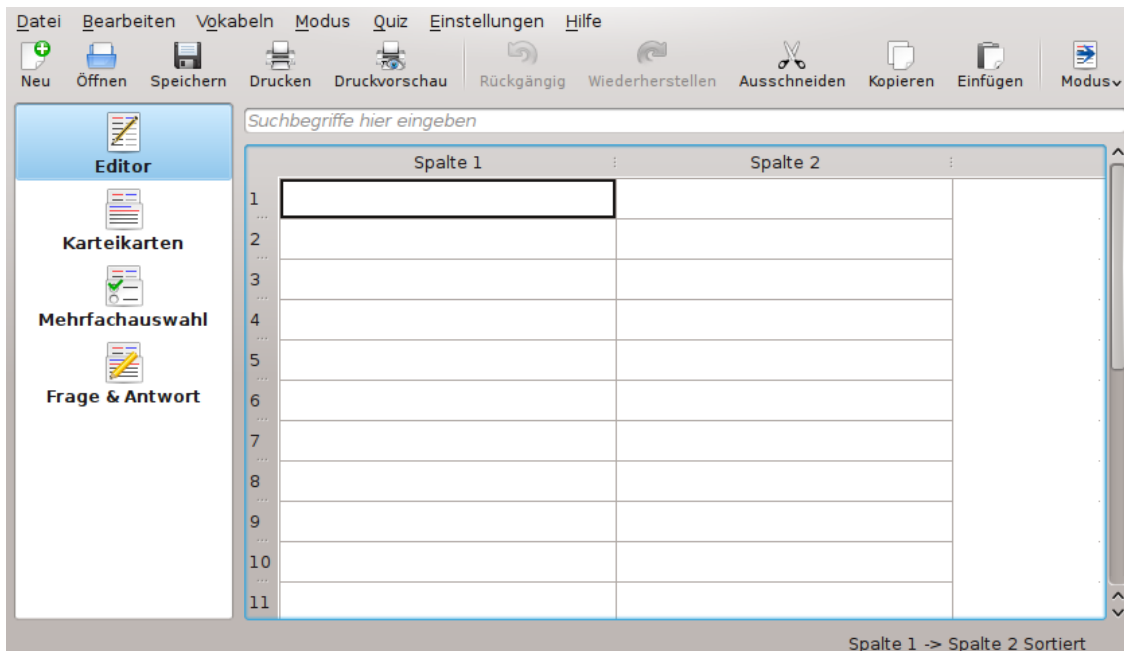 Datei Bearbeiten Vokabeln Modus Quiz Einstellungen Hilfe
Neu Öffnen Speichern Drucken Druckvorschau Rückgängig Wiederherstellen Ausschneiden Kopieren Einfügen Modus
Suchbegriffe hier eingeben
Editor
Karteikarten
Mehrfachauswahl
Frage & Antwort
Spalte 1 Spalte 2
1
...
2
...
3
...
4
...
5
...
6
...
7
...
8
...
9
...
10
...
11
Spalte 1 -> Spalte 2 Sortiert